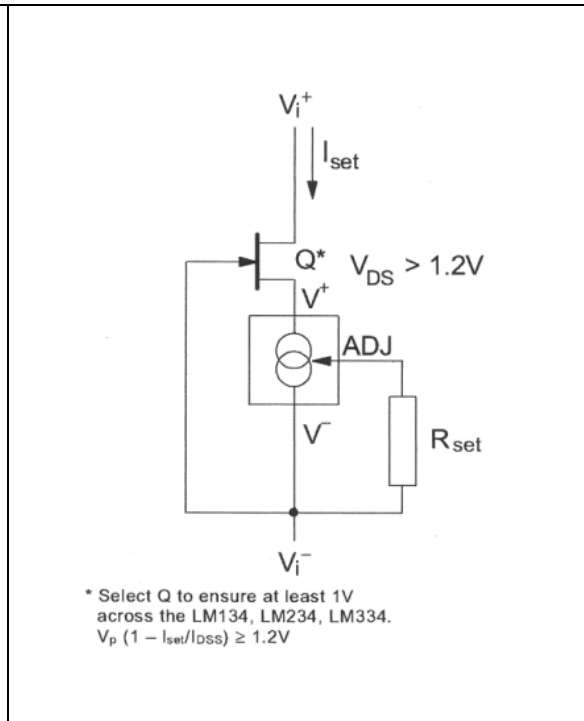 Vi+
Iset
Q* VDS > 1.2V
V+
ADJ
V−
Rset
Vi−
* Select Q to ensure at least 1V
across the LM134, LM234, LM334.
Vp (1 – Iset/IDSS) ≥ 1.2V